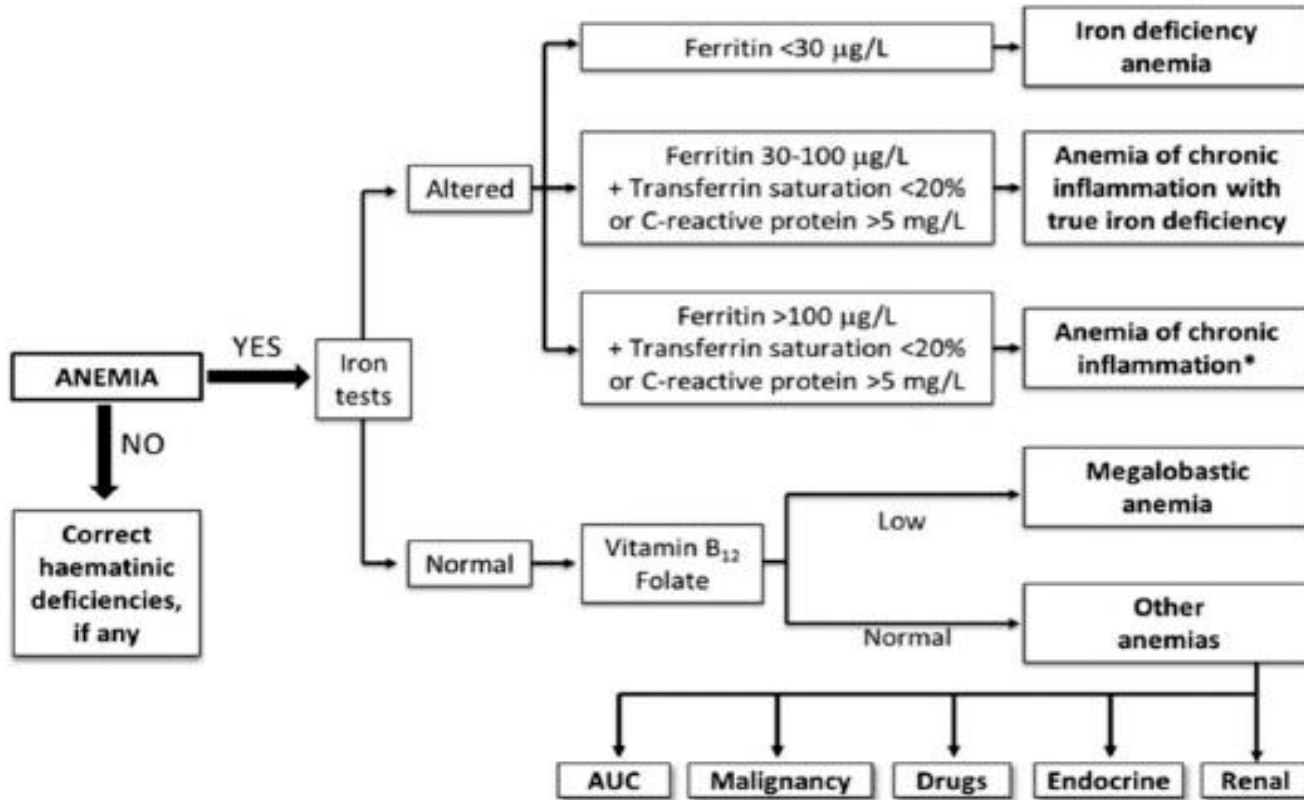 Ferritin <30 µg/L
Iron deficiency
anemia
Altered
Ferritin 30-100 µg/L
+ Transferrin saturation <20%
or C-reactive protein >5 mg/L
Anemia of chronic
inflammation with
true iron deficiency
Ferritin >100 µg/L
+ Transferrin saturation <20%
or C-reactive protein >5 mg/L
Anemia of chronic
inflammation*
ANEMIA
YES
Iron
tests
NO
Correct
haematinic
deficiencies,
if any
Normal
Vitamin B₁₂
Folate
Low
Megalobastic
anemia
Normal
Other
anemias
AUC
Malignancy
Drugs
Endocrine
Renal